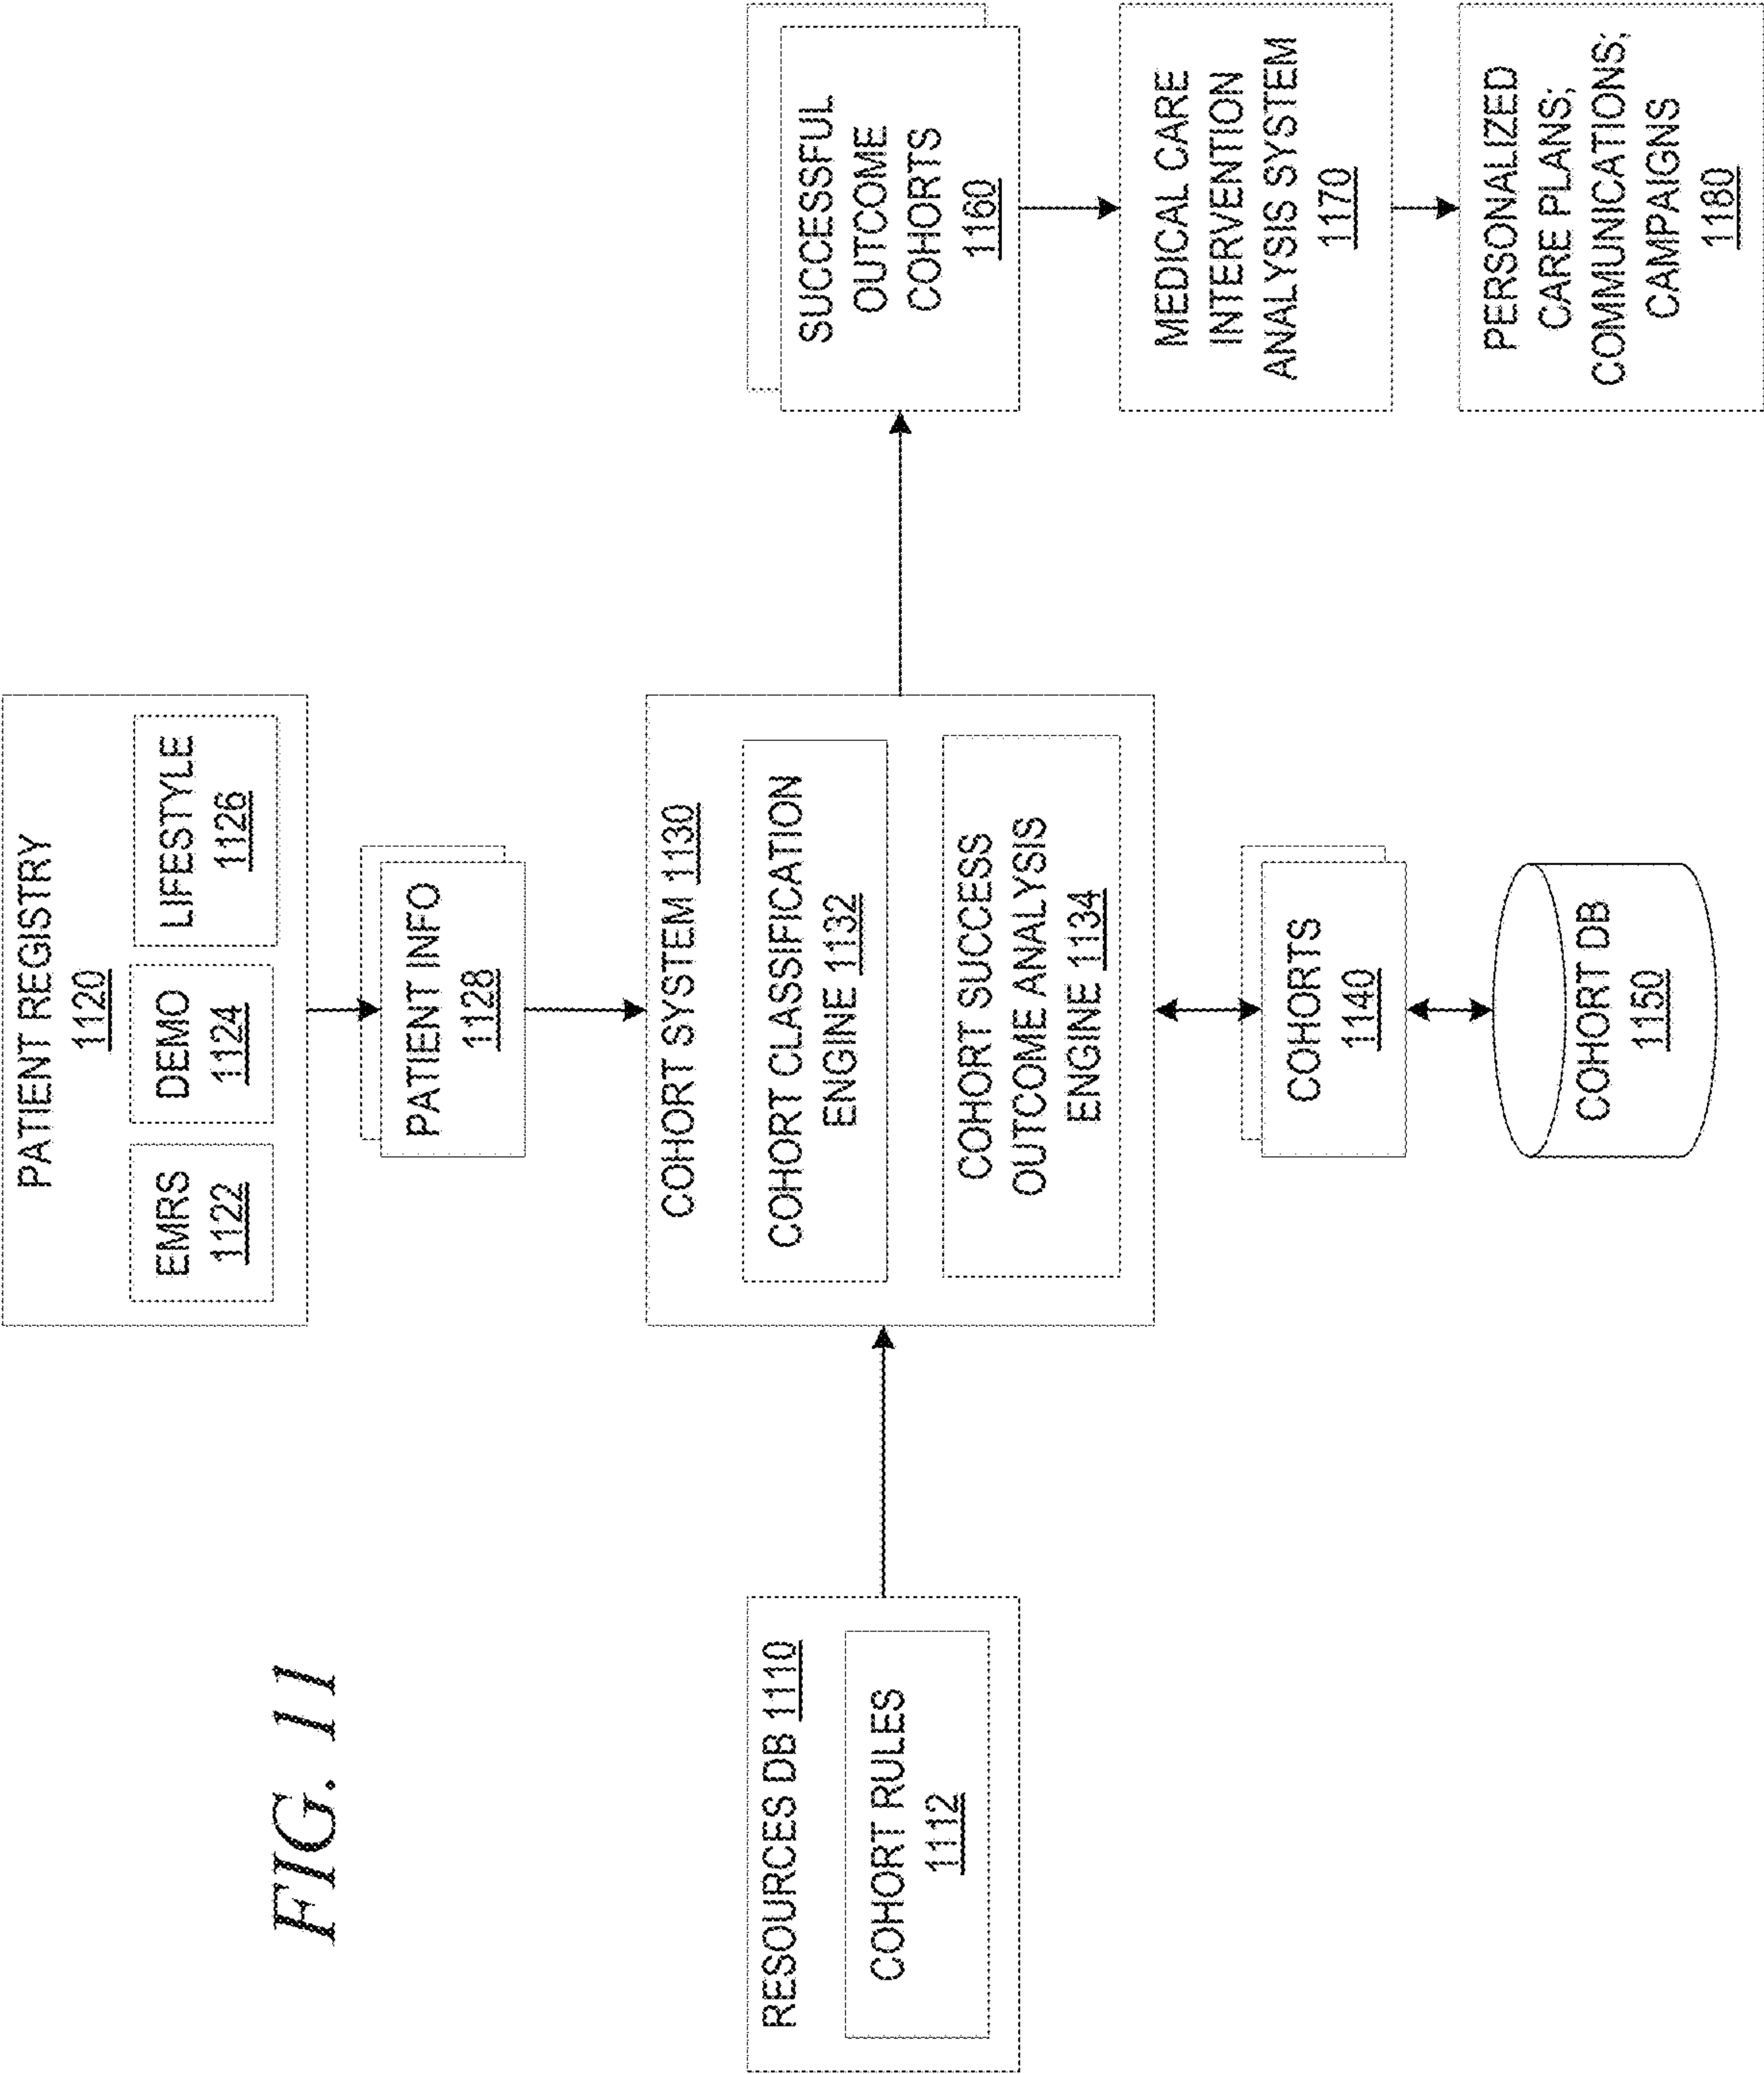 FIG. 11
PATIENT REGISTRY
1120
EMRS
1122
DEMO
1124
LIFESTYLE
1126
PATIENT INFO
1128
RESOURCES DB 1110
COHORT RULES
1112
COHORT SYSTEM 1130
COHORT CLASSIFICATION
ENGINE 1132
COHORT SUCCESS
OUTCOME ANALYSIS
ENGINE 1134
COHORTS
1140
COHORT DB
1150
SUCCESSFUL
OUTCOME
COHORTS
1160
MEDICAL CARE
INTERVENTION
ANALYSIS SYSTEM
1170
PERSONALIZED
CARE PLANS;
COMMUNICATIONS;
CAMPAIGNS
1180